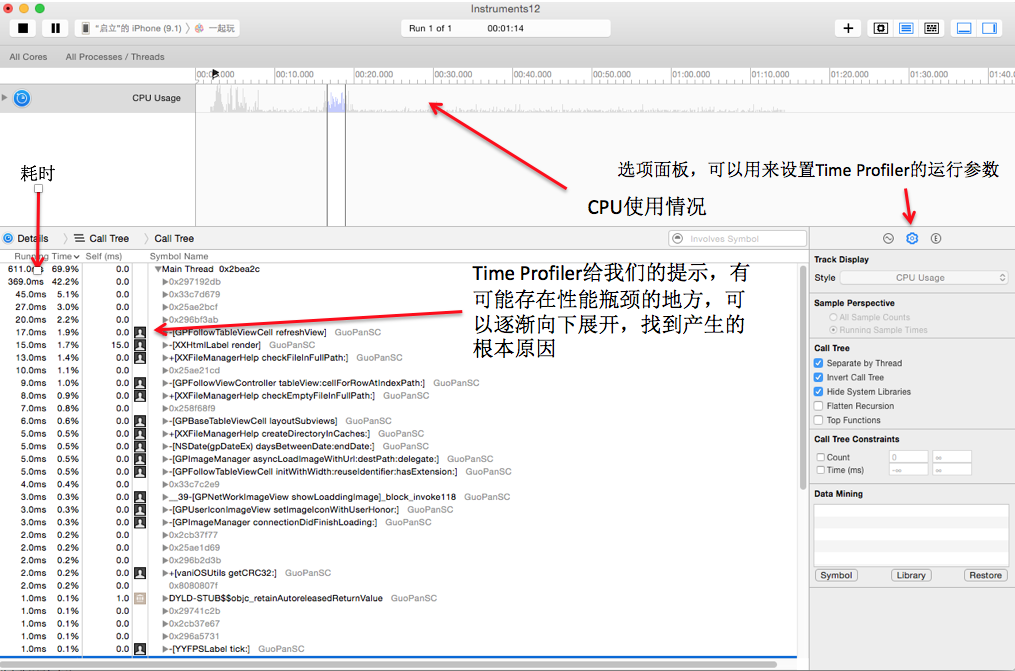 Instruments12
"启立"的 iPhone (9.1) 〉 一起玩
Run 1 of 1 00:01:14
All Cores All Processes / Threads
00:10.000 00:20.000 00:30.000 00:40.000 00:50.000 01:00.000 01:10.000 01:20.000 01:30.000 01:40.
CPU Usage
耗时
选项面板，可以用来设置Time Profiler的运行参数
CPU使用情况
Details Call Tree Call Tree
Involves Symbol
Running Time Self (ms) Symbol Name
611.0ms 69.9% 0.0 Main Thread 0x2bea2c
369.0ms 42.2% 0.0 0x297192db
45.0ms 5.1% 0.0 0x33c7d679
27.0ms 3.0% 0.0 0x25ae2bcf
20.0ms 2.2% 0.0 0x296bf3ab
17.0ms 1.9% 0.0 -[GPFollowTableViewCell refreshView] GuoPanSC
15.0ms 1.7% 15.0 -[XXHtmlLabel render] GuoPanSC
13.0ms 1.4% 0.0 +[XXFileManagerHelp checkFileInFullPath:] GuoPanSC
10.0ms 1.1% 0.0 0x25ae21cd
9.0ms 1.0% 0.0 -[GPFollowViewController tableView:cellForRowAtIndexPath:] GuoPanSC
8.0ms 0.9% 0.0 +[XXFileManagerHelp checkEmptyFileInFullPath:] GuoPanSC
7.0ms 0.8% 0.0 0x258f68f9
6.0ms 0.6% 0.0 -[GPBaseTableViewCell layoutSubviews] GuoPanSC
5.0ms 0.5% 0.0 +[XXFileManagerHelp createDirectoryInCaches:] GuoPanSC
5.0ms 0.5% 0.0 -[NSDate(gpDateEx) daysBetweenDate:endDate:] GuoPanSC
5.0ms 0.5% 0.0 -[GPImageManager asyncLoadImageWithUrl:destPath:delegate:] GuoPanSC
5.0ms 0.5% 0.0 -[GPFollowTableViewCell initWithWidth:reuseIdentifer:hasExtension:] GuoPanSC
4.0ms 0.4% 0.0 0x33c7c2e9
3.0ms 0.3% 0.0 __39-[GPNetWorkImageView showLoaddingImage]_block_invoke118 GuoPanSC
3.0ms 0.3% 0.0 -[GPUserIconImageView setImageIconWithUserHonor:] GuoPanSC
3.0ms 0.3% 0.0 -[GPImageManager connectionDidFinishLoading:] GuoPanSC
2.0ms 0.2% 0.0 0x2cb37f77
2.0ms 0.2% 0.0 0x25ae1d69
2.0ms 0.2% 0.0 0x296b2d3b
2.0ms 0.2% 0.0 +[vaniOSUtils getCRC32:] GuoPanSC
2.0ms 0.2% 0.0 0x8080807f
1.0ms 0.1% 1.0 DYLD-STUB$$objc_retainAutoreleasedReturnValue GuoPanSC
1.0ms 0.1% 0.0 0x29741c2b
1.0ms 0.1% 0.0 0x2cb37e67
1.0ms 0.1% 0.0 0x296a5731
1.0ms 0.1% 0.0 -[YYFPSLabel tick:] GuoPanSC
Time Profiler给我们的提示，有
可能存在性能瓶颈的地方，可
以逐渐向下展开，找到产生的
根本原因
Track Display
Style CPU Usage
Sample Perspective
All Sample Counts
Running Sample Times
Call Tree
Separate by Thread
Invert Call Tree
Hide System Libraries
Flatten Recursion
Top Functions
Call Tree Constraints
Count 0 ∞
Time (ms) -∞ ∞
Data Mining
Symbol Library Restore